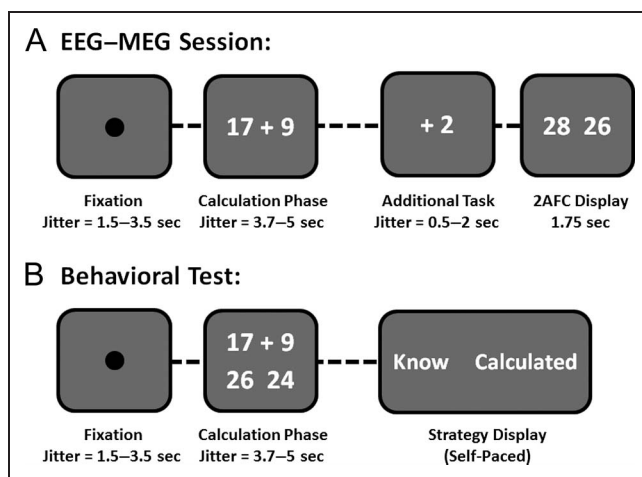 A EEG–MEG Session:
17 + 9
+ 2
28 26
Fixation
Jitter = 1.5–3.5 sec
Calculation Phase
Jitter = 3.7–5 sec
Additional Task
Jitter = 0.5–2 sec
2AFC Display
1.75 sec
B Behavioral Test:
17 + 9
26 24
Know Calculated
Fixation
Jitter = 1.5–3.5 sec
Calculation Phase
Jitter = 3.7–5 sec
Strategy Display
(Self-Paced)